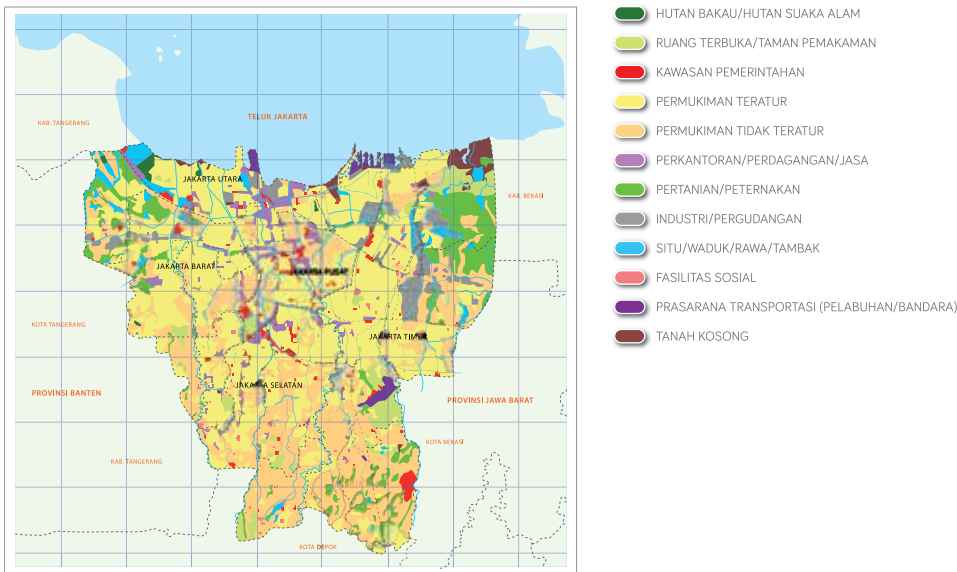 TELUK JAKARTA
KAB. TANGERANG
JAKARTA UTARA
KAB. BEKASI
JAKARTA BARAT
JAKARTA PUSAT
KOTA TANGERANG
JAKARTA TIMUR
JAKARTA SELATAN
PROVINSI BANTEN
PROVINSI JAWA BARAT
KOTA BEKASI
KAB. TANGERANG
KOTA DEPOK
HUTAN BAKAU/HUTAN SUAKA ALAM
RUANG TERBUKA/TAMAN PEMAKAMAN
KAWASAN PEMERINTAHAN
PERMUKIMAN TERATUR
PERMUKIMAN TIDAK TERATUR
PERKANTORAN/PERDAGANGAN/JASA
PERTANIAN/PETERNAKAN
INDUSTRI/PERGUDANGAN
SITU/WADUK/RAWA/TAMBAK
FASILITAS SOSIAL
PRASARANA TRANSPORTASI (PELABUHAN/BANDARA)
TANAH KOSONG